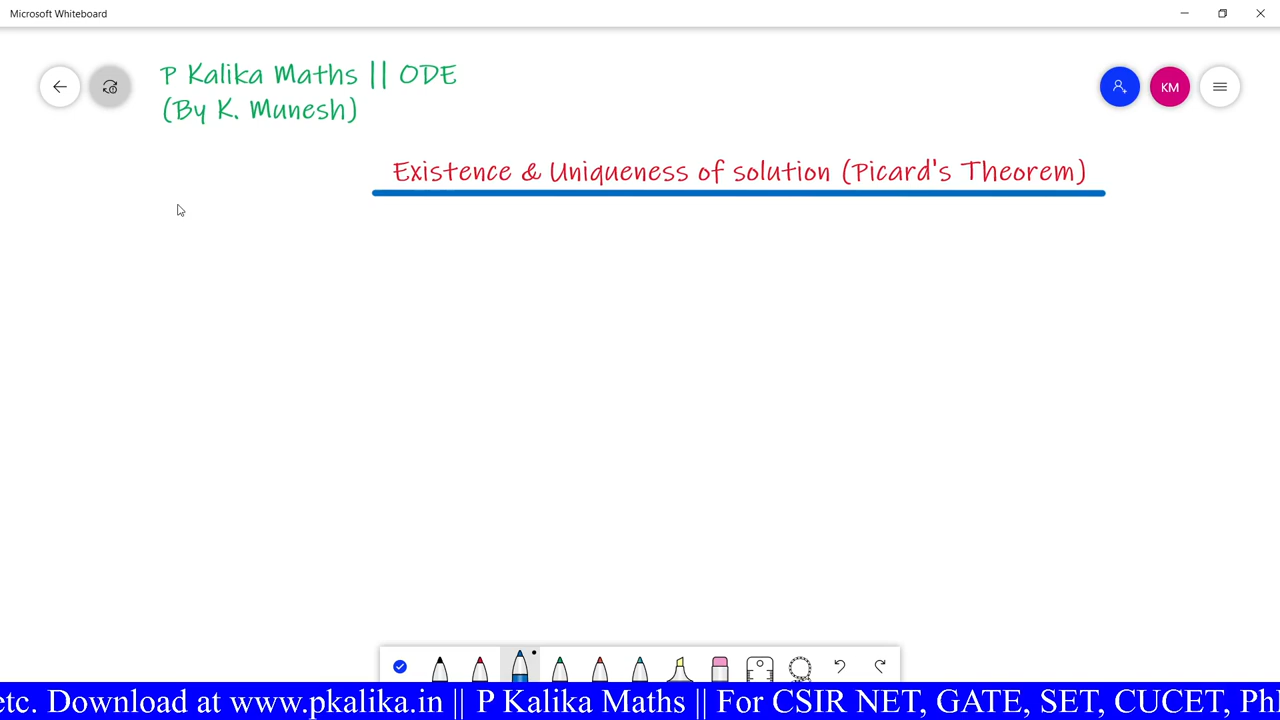 Microsoft Whiteboard
P Kalika Maths || ODE
(By K. Munesh)
KM
Existence & Uniqueness of solution (Picard's Theorem)
etc. Download at www.pkalika.in || P Kalika Maths || For CSIR NET, GATE, SET, CUCET, Ph